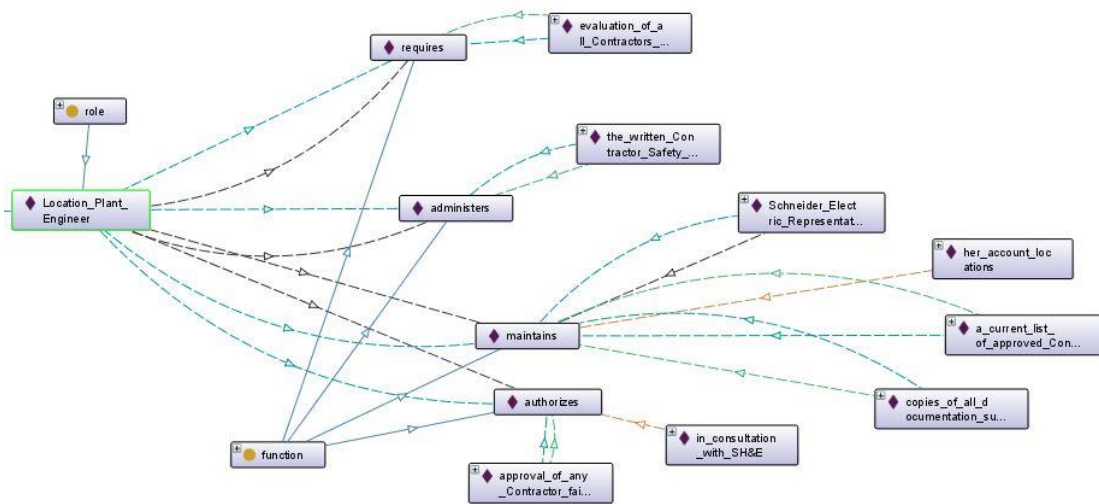 evaluation_of_a
ll_Contractors_...
requires
role
the_written_Con
tractor_Safety_...
Location_Plant_
Engineer
administers
Schneider_Elect
ric_Representat...
her_account_loc
ations
maintains
a_current_list_
of_approved_Con...
authorizes
copies_of_all_d
ocumentation_su...
function
in_consultation
_with_SH&E
approval_of_any
_Contractor_fai...